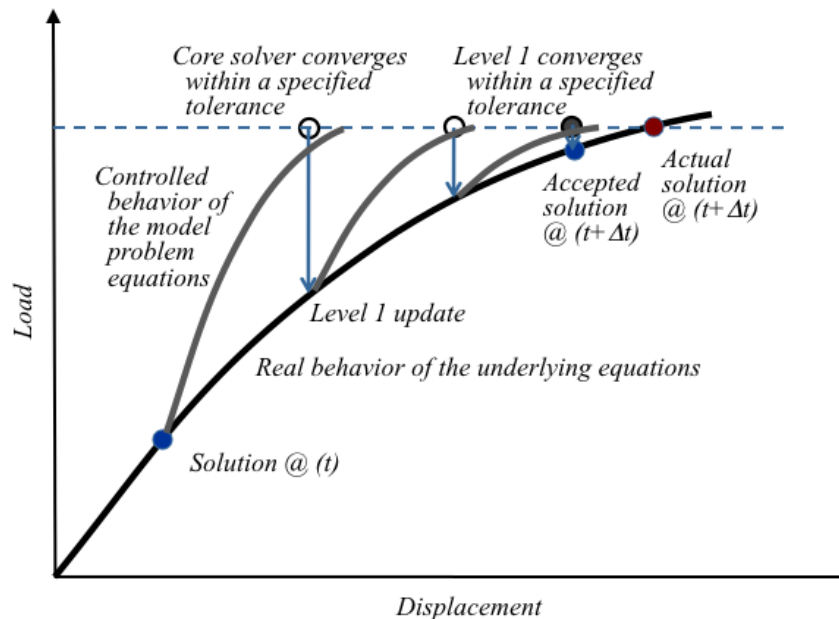 Core solver converges
within a specified
tolerance
Level 1 converges
within a specified
tolerance
Controlled
behavior of
the model
problem
equations
Accepted
solution
@ (t+Δt)
Actual
solution
@ (t+Δt)
Load
Level 1 update
Real behavior of the underlying equations
Solution @ (t)
Displacement